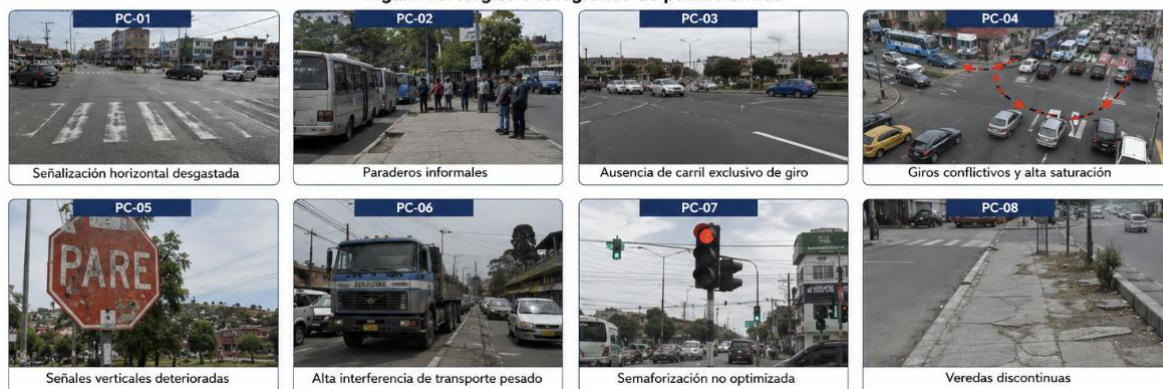 PC-01
PC-02
PC-03
PC-04
Señalización horizontal desgastada
Paraderos informales
Ausencia de carril exclusivo de giro
Giros conflictivos y alta saturación
PC-05
PC-06
PC-07
PC-08
PARE
Señales verticales deterioradas
Alta interferencia de transporte pesado
Semaforización no optimizada
Veredas discontinuas